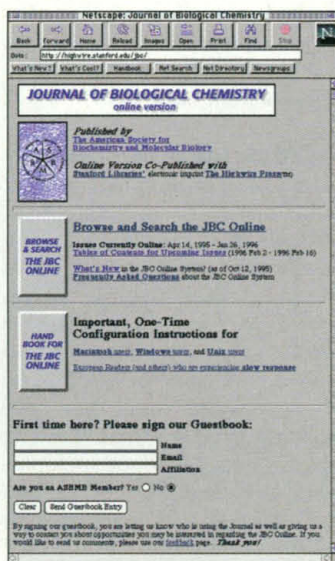 Netscape: Journal of Biological Chemistry
Back Forward Home Reload Images Open Print Find Stop
http://highwire.stanford.edu/jbc/
What's New? What's Cool? Handbook Net Search Net Directory Newsgroups
JOURNAL OF BIOLOGICAL CHEMISTRY
online version
Published by
The American Society for
Biochemistry and Molecular Biology
Online Version Co-Published with
Stanford Libraries' electronic imprint The Highwire Press
BROWSE
& SEARCH
THE JBC
ONLINE
Browse and Search the JBC Online
Issues Currently Online: Apr 14, 1995 - Jan 26, 1996
Tables of Contents for Upcoming Issues (1996 Feb 2 - 1996 Feb 16)
What's New in the JBC Online System? (as of Oct 12, 1995)
Frequently Asked Questions about the JBC Online System
HAND
BOOK FOR
THE JBC
ONLINE
Important, One-Time
Configuration Instructions for
Macintosh users, Windows users, and Unix users
European Readers (and others) who are experiencing slow response
First time here? Please sign our Guestbook:
Name
Email
Affiliation
Are you an ASBMB Member? Yes No
Clear Send Guestbook Entry
By signing our guestbook, you are letting us know who is using the Journal as well as giving us a
way to contact you about opportunities you may be interested in regarding the JBC Online. If you
would like to send us comments, please use our feedback page. Thank you!